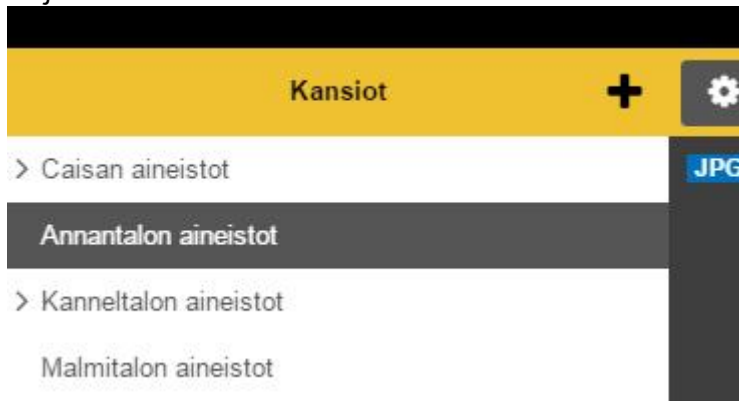 Kansiot
Caisan aineistot
JPG
Annantalon aineistot
Kanneltalon aineistot
Malmitalon aineistot